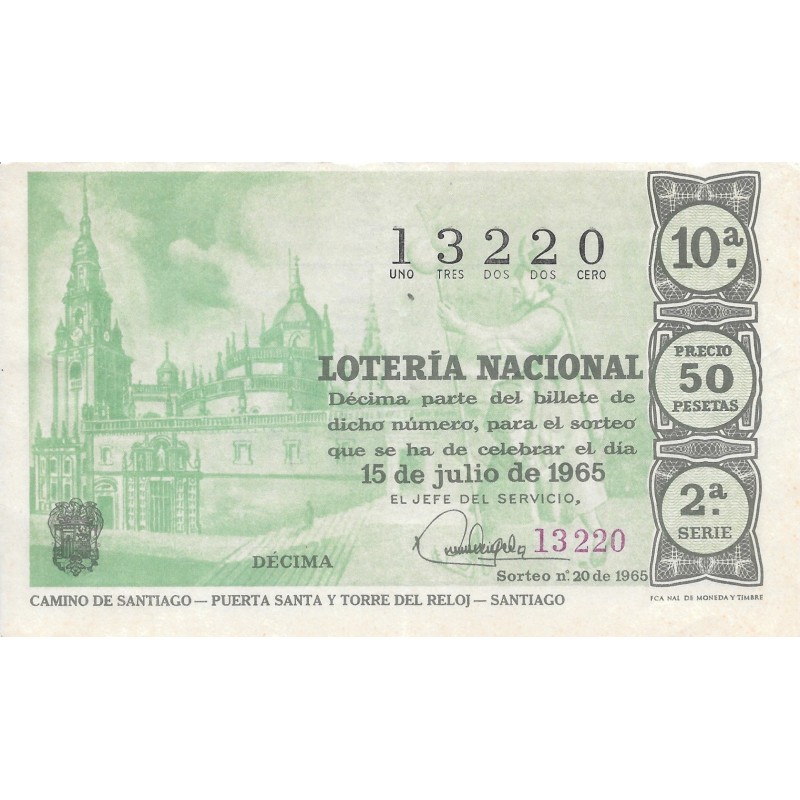 1 3 2 2 0
UNO TRES DOS DOS CERO
LOTERÍA NACIONAL
Décima parte del billete de
dicho número, para el sorteo
que se ha de celebrar el día
15 de julio de 1965
EL JEFE DEL SERVICIO,
13220
DÉCIMA
Sorteo nº 20 de 1965
10ª.
PRECIO
50
PESETAS
2.ª
SERIE
CAMINO DE SANTIAGO — PUERTA SANTA Y TORRE DEL RELOJ — SANTIAGO
FCA NAL DE MONEDA Y TIMBRE